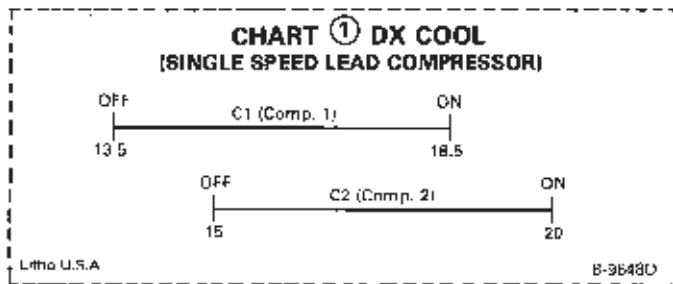 CHART ① DX COOL
(SINGLE SPEED LEAD COMPRESSOR)
OFF C1 (Comp. 1) ON
13.5 18.5
OFF C2 (Comp. 2) ON
15 20
Litho U.S.A B-3648D